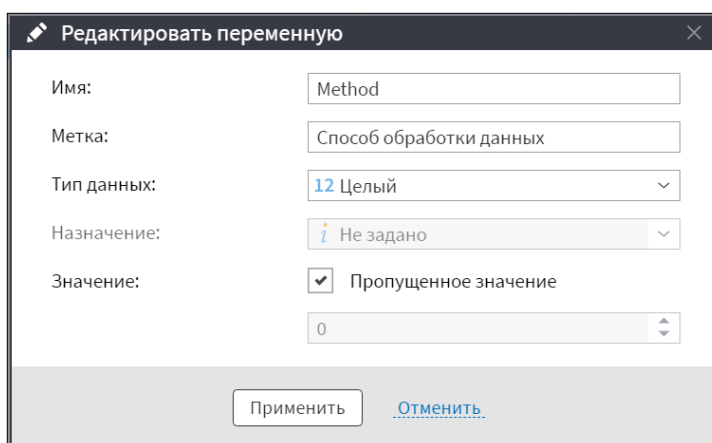 Редактировать переменную
Имя: Method
Метка: Способ обработки данных
Тип данных: 12 Целый
Назначение: i Не задано
Значение: Пропущенное значение
0
Применить Отменить